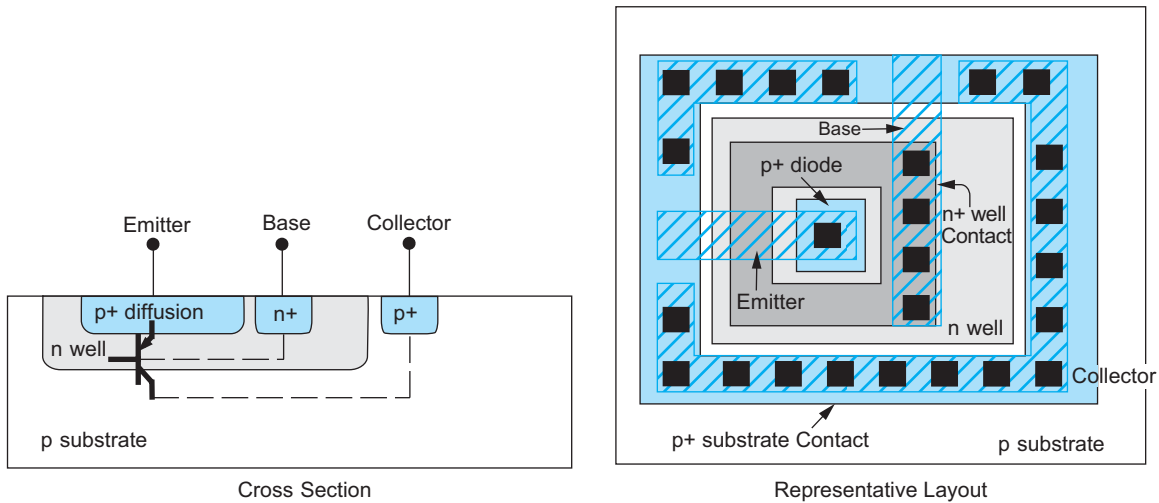 Emitter
Base
Collector
p+ diffusion
n+
p+
n well
p substrate
Cross Section
Base
p+ diode
n+ well
Contact
Emitter
n well
Collector
p+ substrate Contact
p substrate
Representative Layout